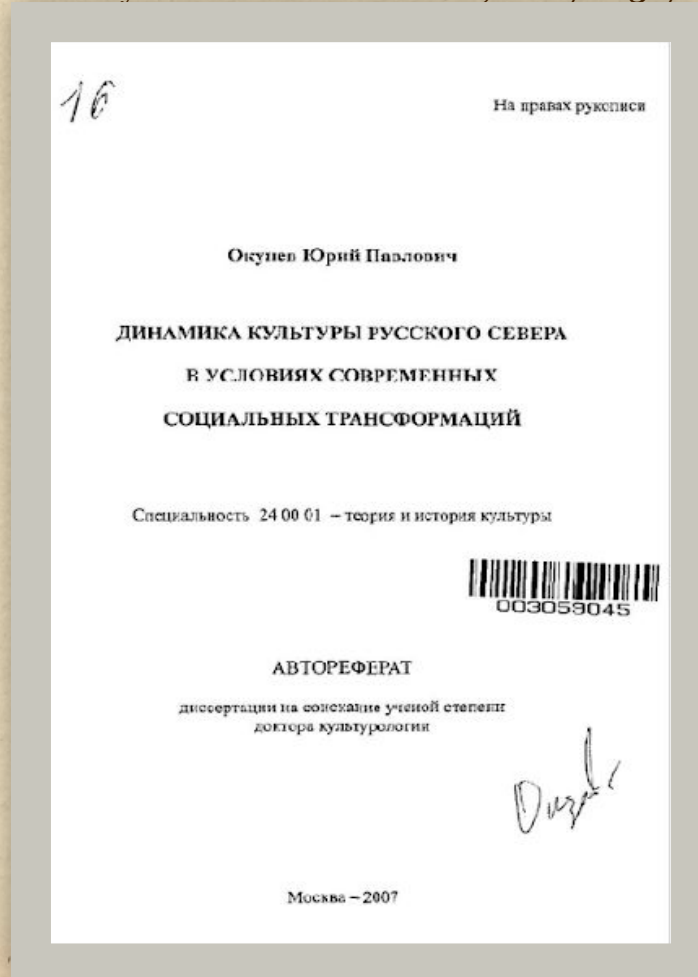 16
На правах рукописи
Окунев Юрий Павлович
ДИНАМИКА КУЛЬТУРЫ РУССКОГО СЕВЕРА
В УСЛОВИЯХ СОВРЕМЕННЫХ
СОЦИАЛЬНЫХ ТРАНСФОРМАЦИЙ
Специальность 24 00 01 – теория и история культуры
003059045
АВТОРЕФЕРАТ
диссертации на соискание ученой степени
доктора культурологии
Москва – 2007